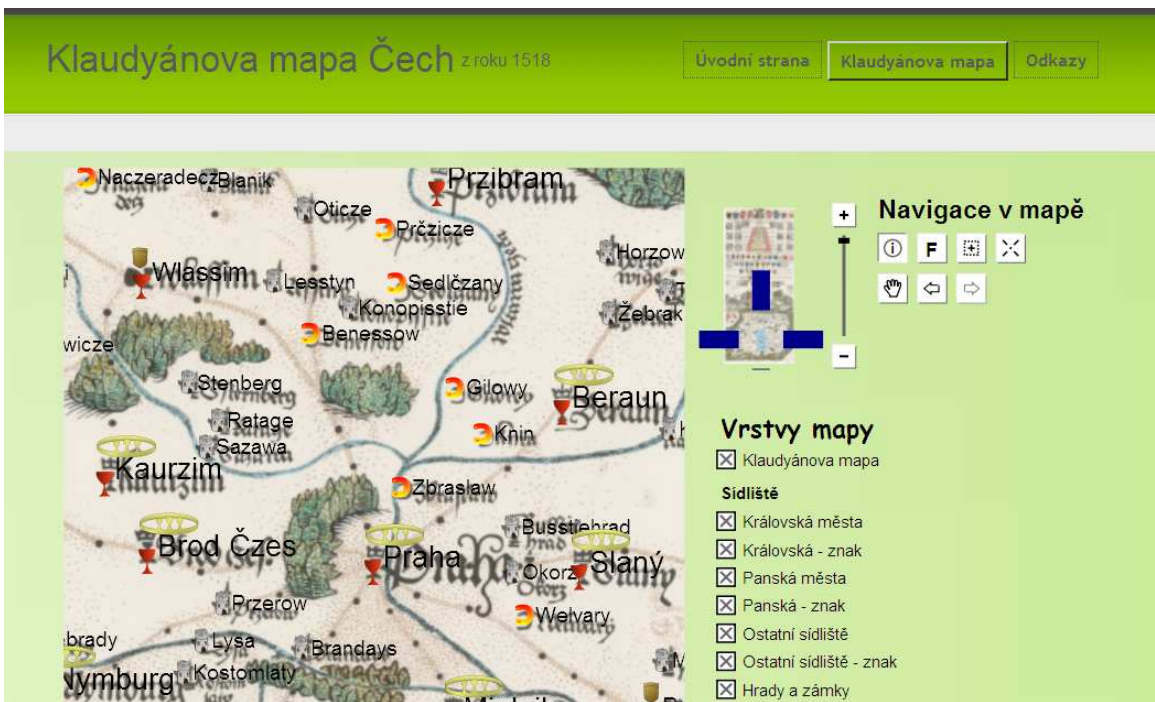 Klaudyánova mapa Čech z roku 1518
Úvodní strana
Klaudyánova mapa
Odkazy
Naczeradecz
Blanik
Przibram
Oticze
Prčzicze
Horzow
Wlassim
Lesstyn
Sedlčzany
Konopisstie
Žebrak
Benessow
wicze
Stenberg
Gilowy
Beraun
Ratage
Knin
Sazawa
Kaurzim
Zbraslaw
Busstiehrad
Brod Čzes
Praha
Slaný
Okorz
Przerow
Welvary
brady
Lysa
Brandays
Nymburg
Kostomlaty
Navigace v mapě
F
Vrstvy mapy
Klaudyánova mapa
Sídliště
Královská města
Královská - znak
Panská města
Panská - znak
Ostatní sídliště
Ostatní sídliště - znak
Hrady a zámky